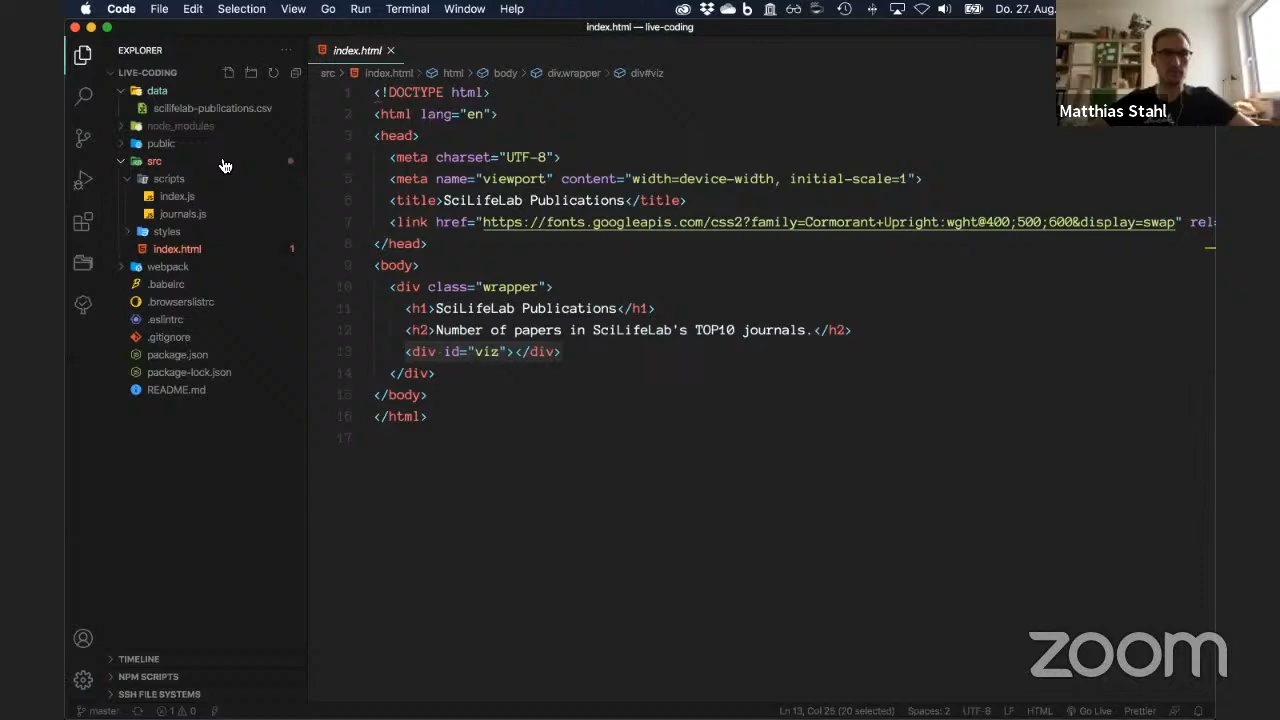 Code File Edit Selection View Go Run Terminal Window Help Do. 27. Aug.
index.html — live-coding
EXPLORER
LIVE-CODING
data
scilifelab-publications.csv
node_modules
public
src
scripts
index.js
journals.js
styles
index.html 1
webpack
.babelrc
.browserslistrc
.eslintrc
.gitignore
package.json
package-lock.json
README.md
TIMELINE
NPM SCRIPTS
SSH FILE SYSTEMS
index.html
src > index.html > html > body > div.wrapper > div#viz
1 <!DOCTYPE html>
2 <html lang="en">
3 <head>
4 <meta charset="UTF-8">
5 <meta name="viewport" content="width=device-width, initial-scale=1">
6 <title>SciLifeLab Publications</title>
7 <link href="https://fonts.googleapis.com/css2?family=Cormorant+Upright:wght@400;500;600&display=swap" rel=
8 </head>
9 <body>
10 <div class="wrapper">
11 <h1>SciLifeLab Publications</h1>
12 <h2>Number of papers in SciLifeLab's TOP10 journals.</h2>
13 <div id="viz"></div>
14 </div>
15 </body>
16 </html>
17
Matthias Stahl
zoom
master 1 0 Ln 13, Col 25 (20 selected) Spaces: 2 UTF-8 LF HTML Go Live Prettier